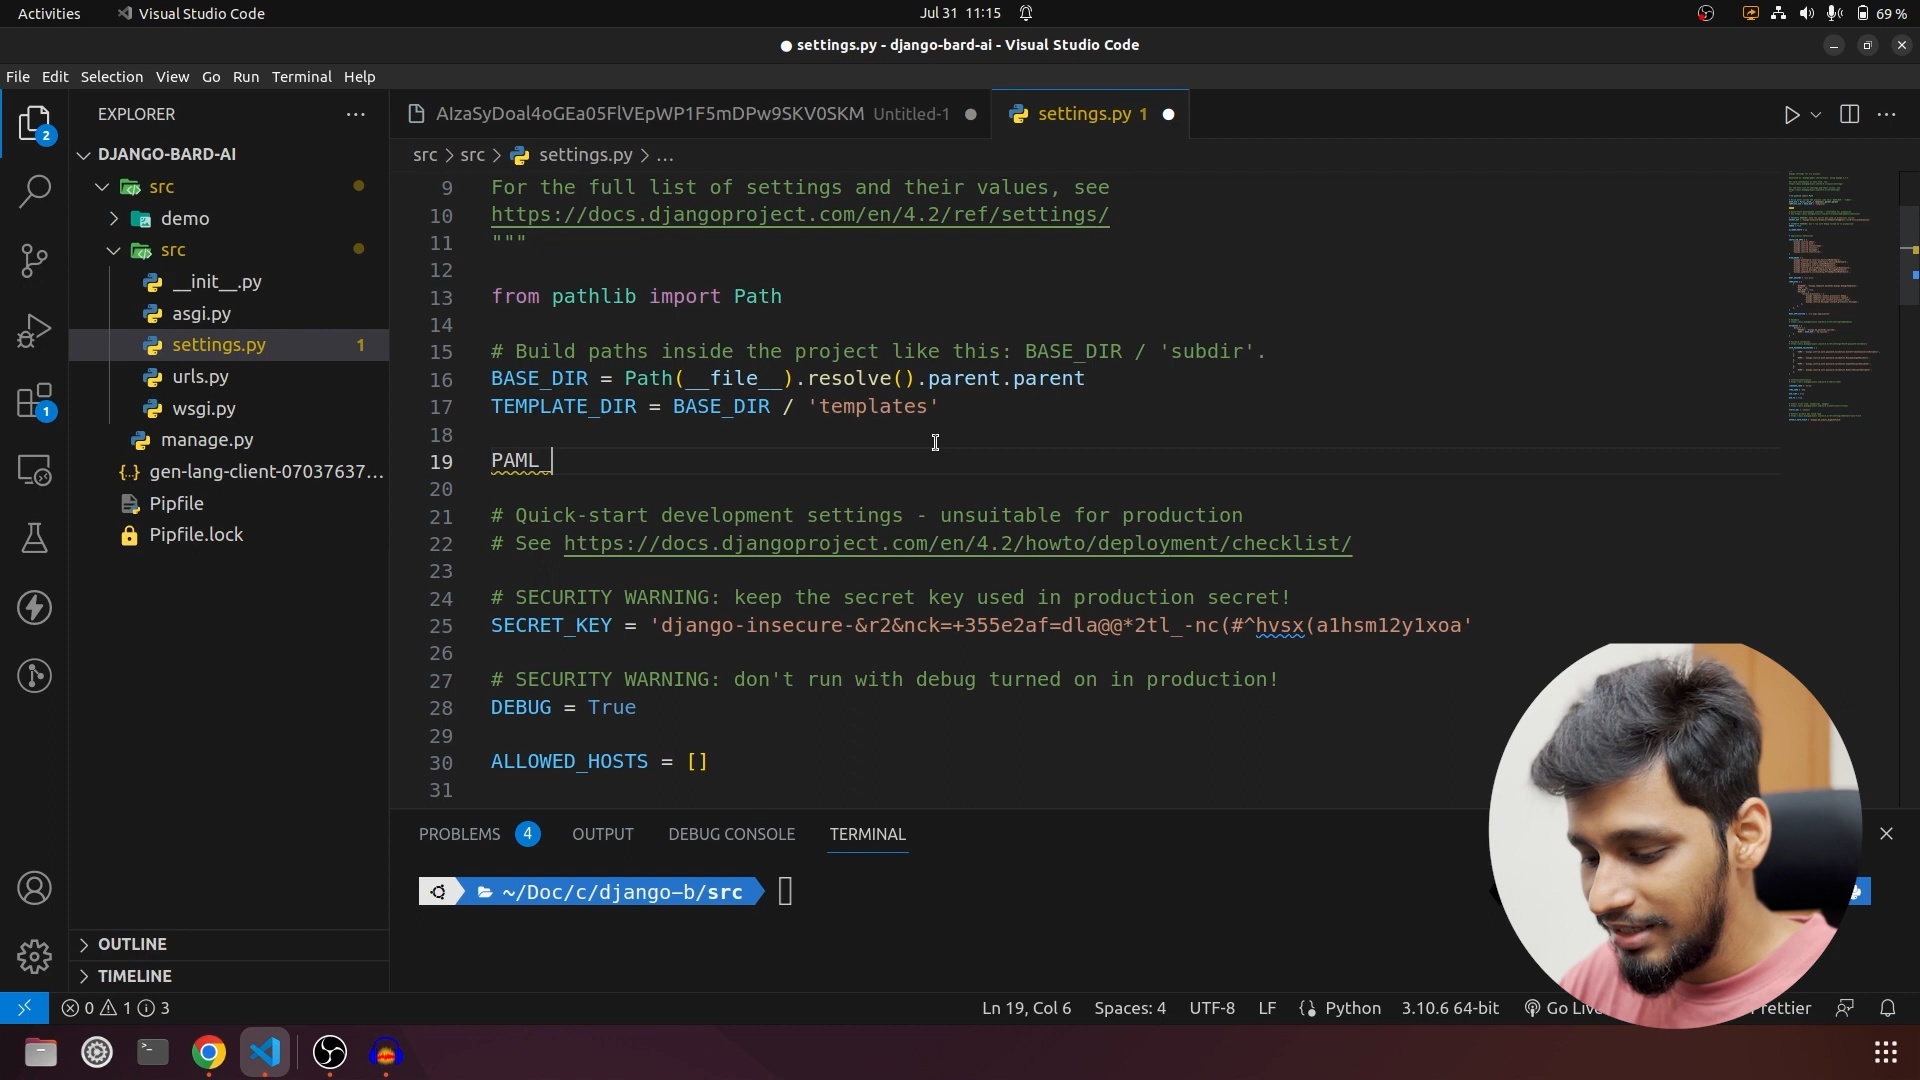 Activities Visual Studio Code Jul 31 11:15 69 %
● settings.py - django-bard-ai - Visual Studio Code
File Edit Selection View Go Run Terminal Help
EXPLORER
2
DJANGO-BARD-AI
src
demo
src
__init__.py
asgi.py
settings.py 1
urls.py
wsgi.py
manage.py
gen-lang-client-07037637...
Pipfile
Pipfile.lock
1
OUTLINE
TIMELINE
AIzaSyDoal4oGEa05FlVEpWP1F5mDPw9SKV0SKM Untitled-1
settings.py 1
src > src > settings.py > ...
9 For the full list of settings and their values, see
10 https://docs.djangoproject.com/en/4.2/ref/settings/
11 """
12
13 from pathlib import Path
14
15 # Build paths inside the project like this: BASE_DIR / 'subdir'.
16 BASE_DIR = Path(__file__).resolve().parent.parent
17 TEMPLATE_DIR = BASE_DIR / 'templates'
18
19 PAML_
20
21 # Quick-start development settings - unsuitable for production
22 # See https://docs.djangoproject.com/en/4.2/howto/deployment/checklist/
23
24 # SECURITY WARNING: keep the secret key used in production secret!
25 SECRET_KEY = 'django-insecure-&r2&nck=+355e2af=dla@@*2tl_-nc(#^hvsx(a1hsm12y1xoa'
26
27 # SECURITY WARNING: don't run with debug turned on in production!
28 DEBUG = True
29
30 ALLOWED_HOSTS = []
31
PROBLEMS 4 OUTPUT DEBUG CONSOLE TERMINAL
~/Doc/c/django-b/src
0 1 3 Ln 19, Col 6 Spaces: 4 UTF-8 LF Python 3.10.6 64-bit Go Live